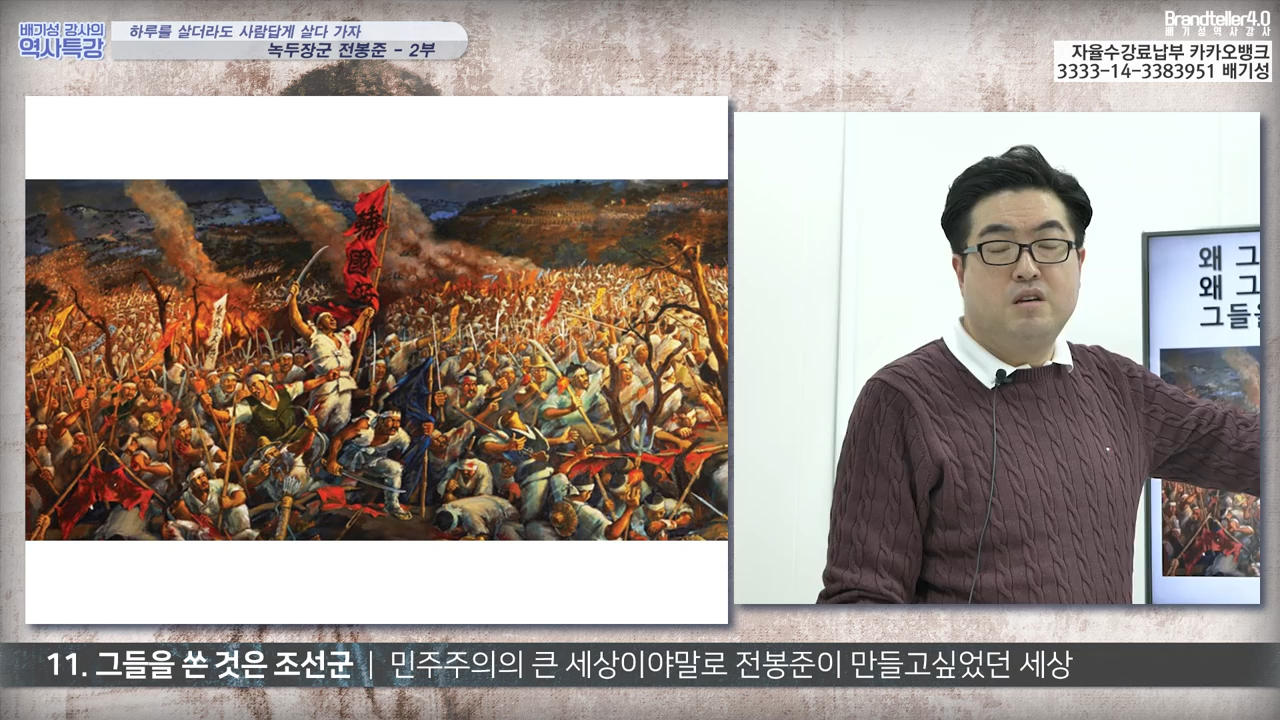 배기성 강사의
역사특강
하루를 살더라도 사람답게 살다 가자
녹두장군 전봉준 - 2부
Brandteller4.0
배기성역사강사
자율수강료납부 카카오뱅크
3333-14-3383951 배기성
왜 그
왜 그
그들을
11. 그들을 쏜 것은 조선군 | 민주주의의 큰 세상이야말로 전봉준이 만들고싶었던 세상